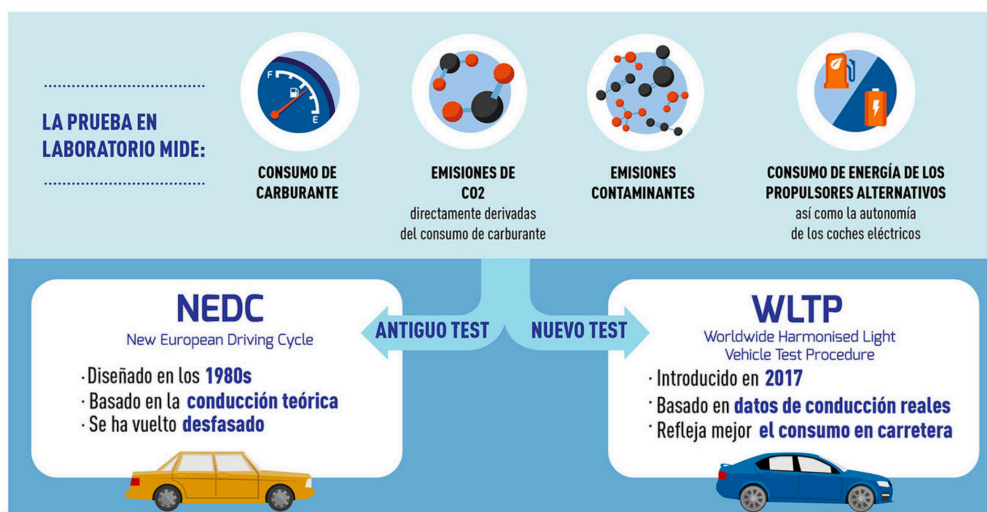 LA PRUEBA EN
LABORATORIO MIDE:
F
E
CONSUMO DE
CARBURANTE
EMISIONES DE
CO2
directamente derivadas
del consumo de carburante
EMISIONES
CONTAMINANTES
CONSUMO DE ENERGÍA DE LOS
PROPULSORES ALTERNATIVOS
así como la autonomía
de los coches eléctricos
NEDC
New European Driving Cycle
· Diseñado en los 1980s
· Basado en la conducción teórica
· Se ha vuelto desfasado
ANTIGUO TEST
NUEVO TEST
WLTP
Worldwide Harmonised Light
Vehicle Test Procedure
· Introducido en 2017
· Basado en datos de conducción reales
· Refleja mejor el consumo en carretera